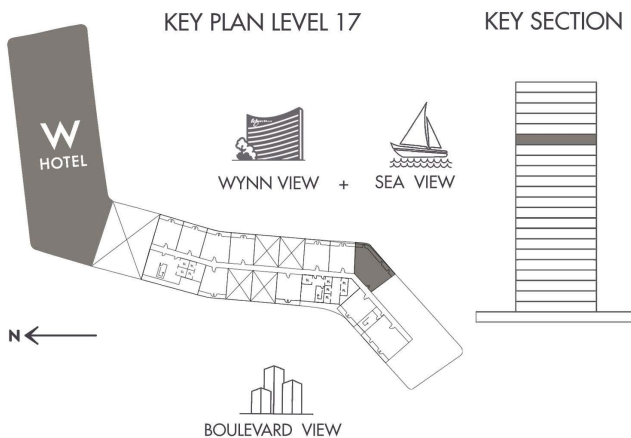 KEY PLAN LEVEL 17
KEY SECTION
W
HOTEL
WYNN VIEW + SEA VIEW
N
BOULEVARD VIEW